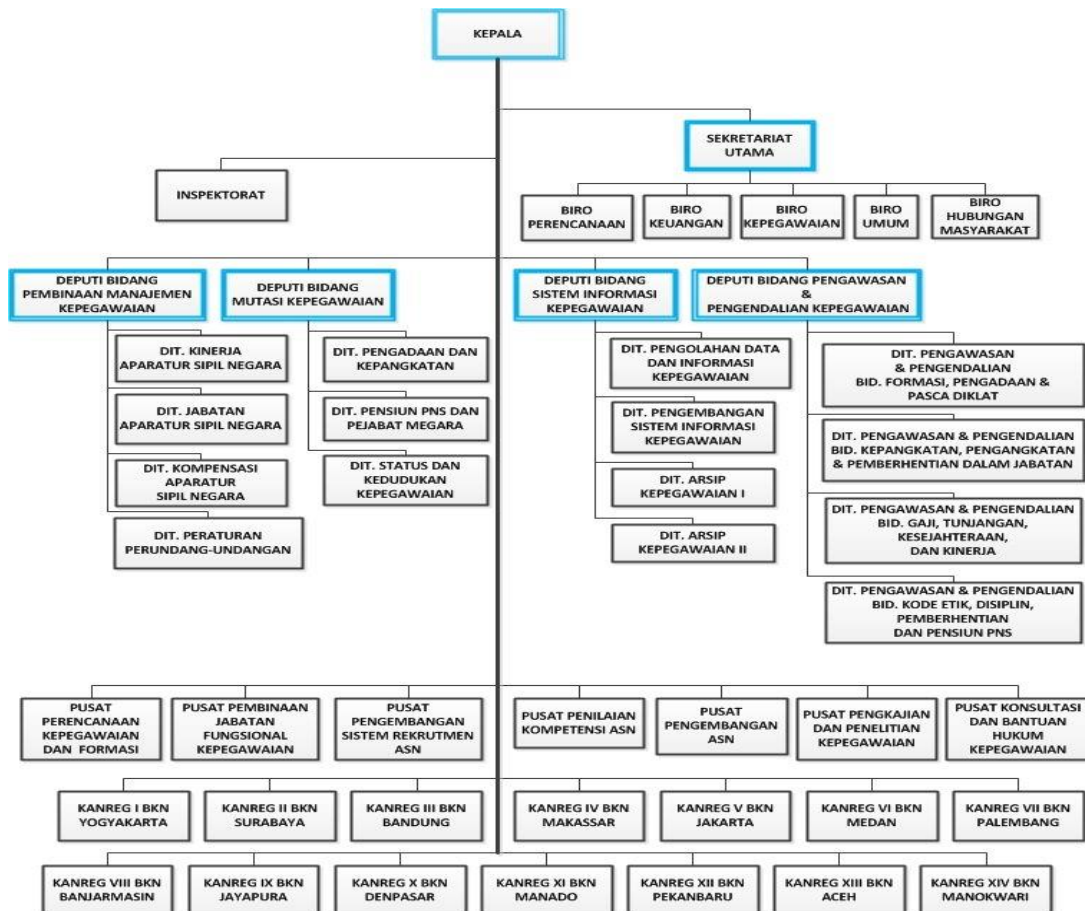 KEPALA
SEKRETARIAT
UTAMA
INSPEKTORAT
BIRO
PERENCANAAN
BIRO
KEUANGAN
BIRO
KEPEGAWAIAN
BIRO
UMUM
BIRO
HUBUNGAN
MASYARAKAT
DEPUTI BIDANG
PEMBINAAN MANAJEMEN
KEPEGAWAIAN
DEPUTI BIDANG
MUTASI KEPEGAWAIAN
DEPUTI BIDANG
SISTEM INFORMASI
KEPEGAWAIAN
DEPUTI BIDANG PENGAWASAN
&
PENGENDALIAN KEPEGAWAIAN
DIT. KINERJA
APARATUR SIPIL NEGARA
DIT. JABATAN
APARATUR SIPIL NEGARA
DIT. KOMPENSASI
APARATUR
SIPIL NEGARA
DIT. PERATURAN
PERUNDANG-UNDANGAN
DIT. PENGADAAN DAN
KEPANGKATAN
DIT. PENSIUN PNS DAN
PEJABAT MEGARA
DIT. STATUS DAN
KEDUDUKAN
KEPEGAWAIAN
DIT. PENGOLAHAN DATA
DAN INFORMASI
KEPEGAWAIAN
DIT. PENGEMBANGAN
SISTEM INFORMASI
KEPEGAWAIAN
DIT. ARSIP
KEPEGAWAIAN I
DIT. ARSIP
KEPEGAWAIAN II
DIT. PENGAWASAN
& PENGENDALIAN
BID. FORMASI, PENGADAAN &
PASCA DIKLAT
DIT. PENGAWASAN & PENGENDALIAN
BID. KEPANGKATAN, PENGANGKATAN
& PEMBERHENTIAN DALAM JABATAN
DIT. PENGAWASAN & PENGENDALIAN
BID. GAJI, TUNJANGAN,
KESEJAHTERAAN,
DAN KINERJA
DIT. PENGAWASAN & PENGENDALIAN
BID. KODE ETIK, DISIPLIN,
PEMBERHENTIAN
DAN PENSIUN PNS
PUSAT
PERENCANAAN
KEPEGAWAIAN
DAN FORMASI
PUSAT PEMBINAAN
JABATAN
FUNGSIONAL
KEPEGAWAIAN
PUSAT
PENGEMBANGAN
SISTEM REKRUTMEN
ASN
PUSAT PENILAIAN
KOMPETENSI ASN
PUSAT
PENGEMBANGAN
ASN
PUSAT PENGKAJIAN
DAN PENELITIAN
KEPEGAWAIAN
PUSAT KONSULTASI
DAN BANTUAN
HUKUM
KEPEGAWAIAN
KANREG I BKN
YOGYAKARTA
KANREG II BKN
SURABAYA
KANREG III BKN
BANDUNG
KANREG IV BKN
MAKASSAR
KANREG V BKN
JAKARTA
KANREG VI BKN
MEDAN
KANREG VII BKN
PALEMBANG
KANREG VIII BKN
BANJARMASIN
KANREG IX BKN
JAYAPURA
KANREG X BKN
DENPASAR
KANREG XI BKN
MANADO
KANREG XII BKN
PEKANBARU
KANREG XIII BKN
ACEH
KANREG XIV BKN
MANOKWARI